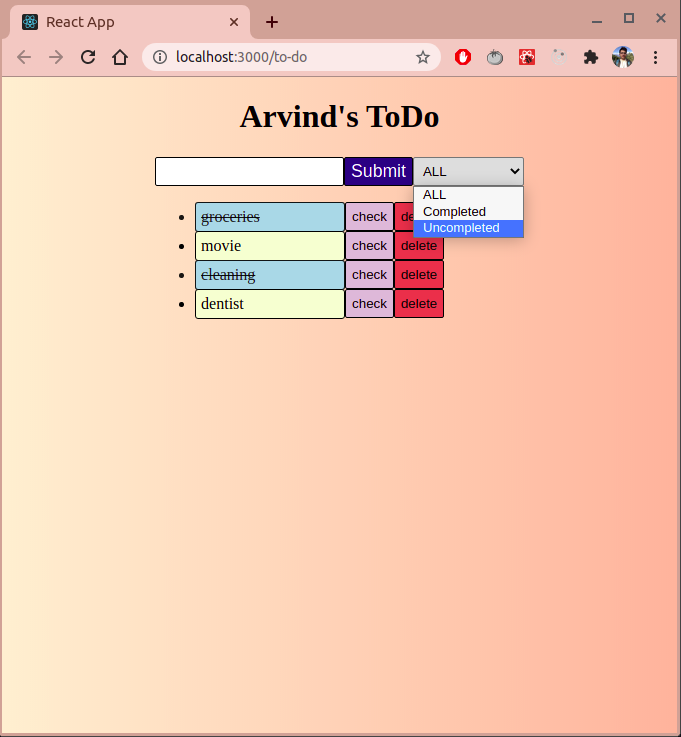 React App
localhost:3000/to-do
Arvind's ToDo
Submit ALL
ALL
Completed
Uncompleted
groceries check
movie check delete
cleaning check delete
dentist check delete